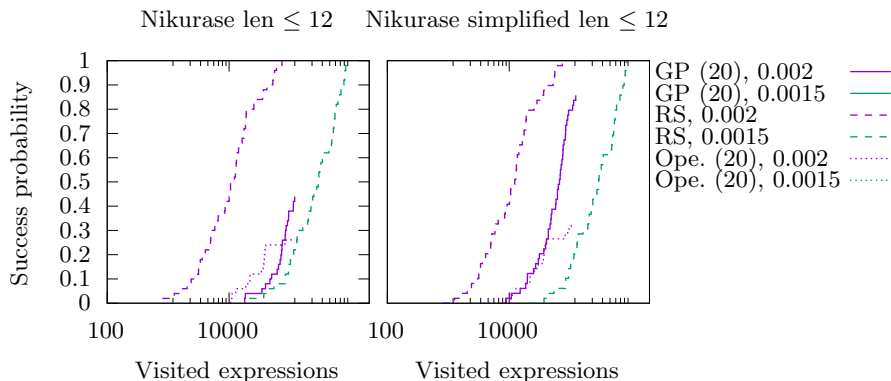 Nikurase len ≤ 12
Nikurase simplified len ≤ 12
Success probability
1
0.9
0.8
0.7
0.6
0.5
0.4
0.3
0.2
0.1
0
100
10000
100
10000
Visited expressions
Visited expressions
GP (20), 0.002
GP (20), 0.0015
RS, 0.002
RS, 0.0015
Ope. (20), 0.002
Ope. (20), 0.0015